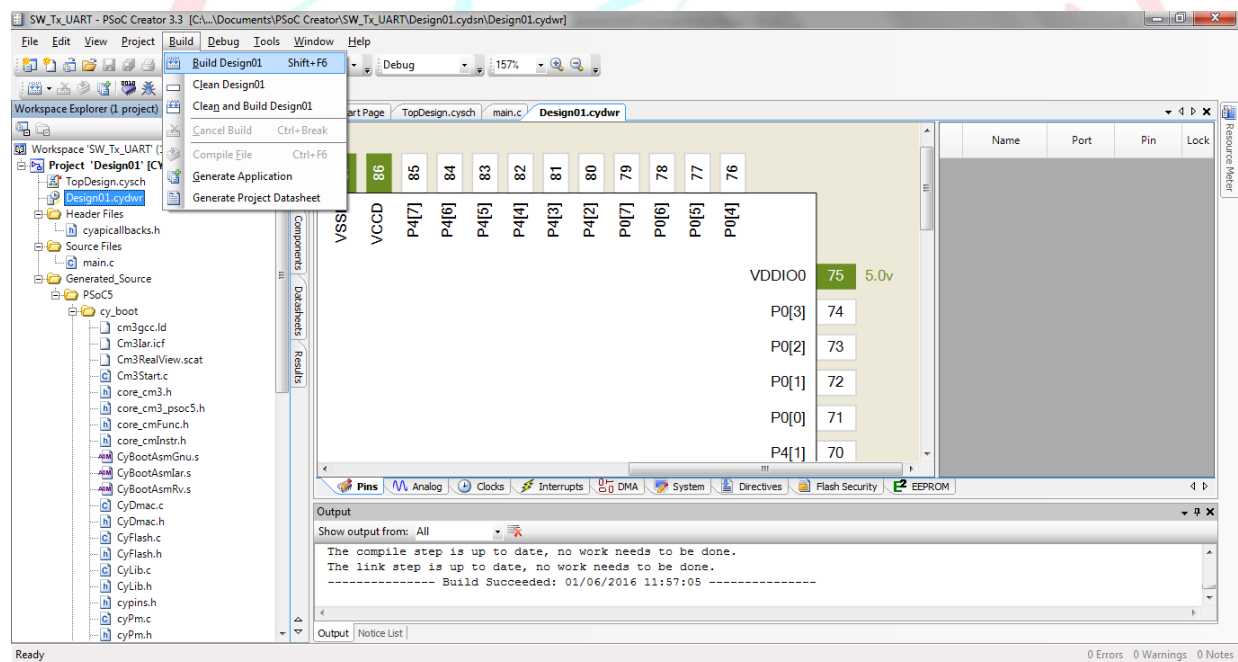 SW_Tx_UART - PSoC Creator 3.3 [C:\...\Documents\PSoC Creator\SW_Tx_UART\Design01.cydsn\Design01.cydwr]
File Edit View Project Build Debug Tools Window Help
Debug 157%
Build Design01 Shift+F6
Clean Design01
Clean and Build Design01
Cancel Build Ctrl+Break
Compile File Ctrl+F6
Generate Application
Generate Project Datasheet
Workspace Explorer (1 project)
Workspace 'SW_Tx_UART' (1
Project 'Design01' [CY
TopDesign.cysch
Design01.cydwr
Header Files
cyapicallbacks.h
Source Files
main.c
Generated_Source
PSoC5
cy_boot
cm3gcc.ld
Cm3Iar.icf
Cm3RealView.scat
Cm3Start.c
core_cm3.h
core_cm3_psoc5.h
core_cmFunc.h
core_cmInstr.h
CyBootAsmGnu.s
CyBootAsmIar.s
CyBootAsmRv.s
CyDmac.c
CyDmac.h
CyFlash.c
CyFlash.h
CyLib.c
CyLib.h
cypins.h
cyPm.c
cyPm.h
Components
Datasheets
Results
art Page TopDesign.cysch main.c Design01.cydwr
86 85 84 83 82 81 80 79 78 77 76
VCCD P4[7] P4[6] P4[5] P4[4] P4[3] P4[2] P0[7] P0[6] P0[5] P0[4]
VDDIO0 75 5.0v
P0[3] 74
P0[2] 73
P0[1] 72
P0[0] 71
P4[1] 70
Name Port Pin Lock
Resource Meter
Pins Analog Clocks Interrupts DMA System Directives Flash Security EEPROM
Output
Show output from: All
The compile step is up to date, no work needs to be done.
The link step is up to date, no work needs to be done.
--------------- Build Succeeded: 01/06/2016 11:57:05 ---------------
Output Notice List
Ready 0 Errors 0 Warnings 0 Notes